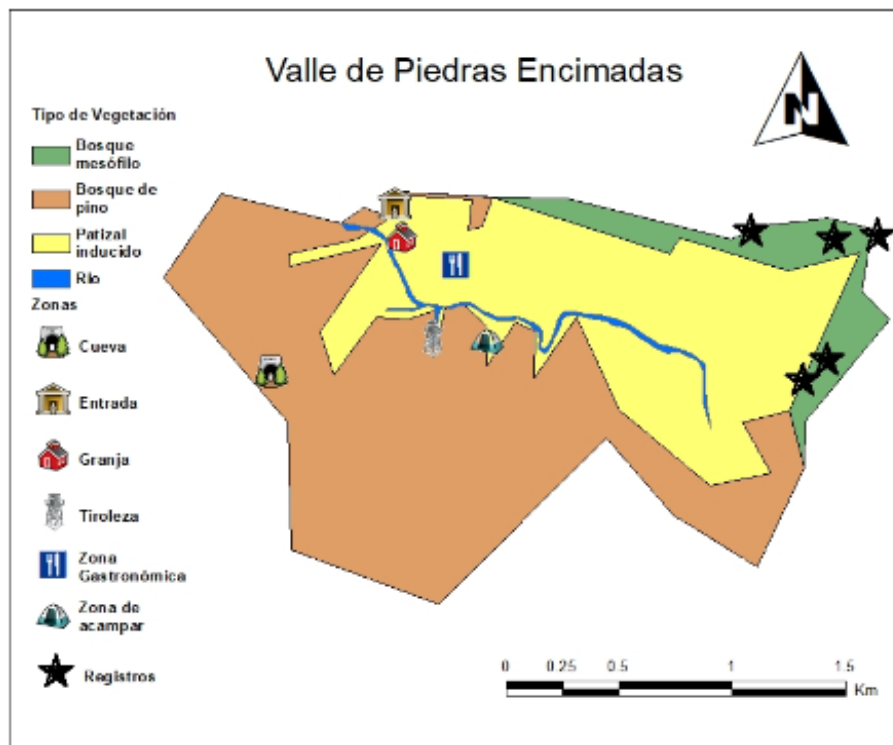 Valle de Piedras Encimadas
N
Tipo de Vegetación
Bosque
mesófilo
Bosque de
pino
Patizal
inducido
Río
Zonas
Cueva
Entrada
Granja
Tiroleza
Zona
Gastronómica
Zona de
acampar
Registros
0 0.25 0.5 1 1.5
Km